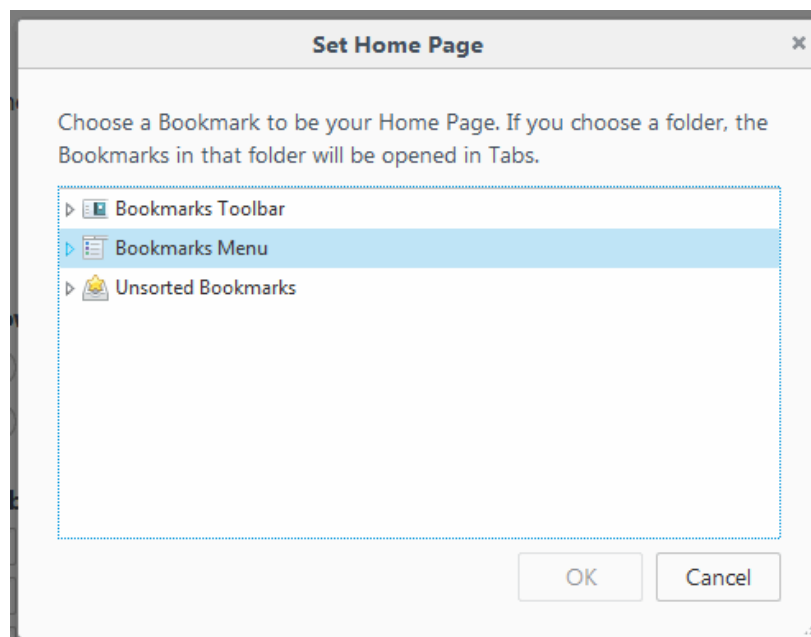 Set Home Page
Choose a Bookmark to be your Home Page. If you choose a folder, the
Bookmarks in that folder will be opened in Tabs.
Bookmarks Toolbar
Bookmarks Menu
Unsorted Bookmarks
OK
Cancel